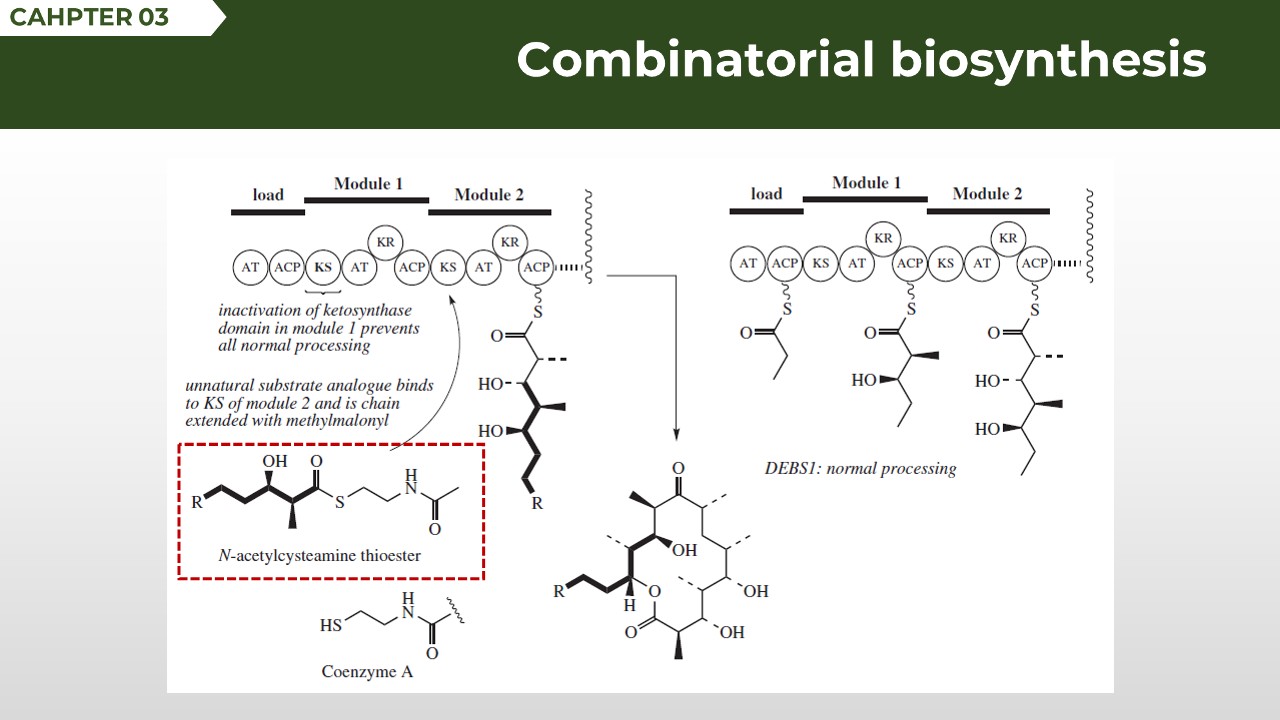 CAHPTER 03
Combinatorial biosynthesis
load
Module 1
Module 2
AT ACP KS AT KR ACP KS AT KR ACP
inactivation of ketosynthase
domain in module 1 prevents
all normal processing
unnatural substrate analogue binds
to KS of module 2 and is chain
extended with methylmalonyl
OH O
H
N
R
S
O
N-acetylcysteamine thioester
H
N
HS
O
Coenzyme A
S
O
HO
HO
R
O
OH
R
O
H
OH
O
OH
load
Module 1
Module 2
AT ACP KS AT KR ACP KS AT KR ACP
S
O
S
O
HO
S
O
HO
HO
DEBS1: normal processing